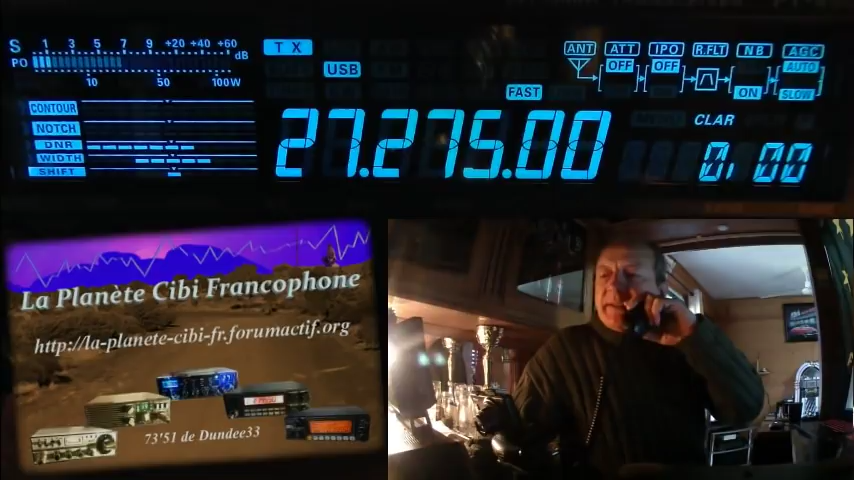 S 1 3 5 7 9 +20 +40 +60 dB
PO 10 50 100W
TX
USB
FAST
ANT ATT IPO R.FLT NB AGC
OFF OFF AUTO
ON SLOW
CONTOUR
NOTCH
DNR
WIDTH
SHIFT
27.275.00
CLAR
0.00
La Planète Cibi Francophone
http://la-planete-cibi-fr.forumactif.org
73'51 de Dundee33